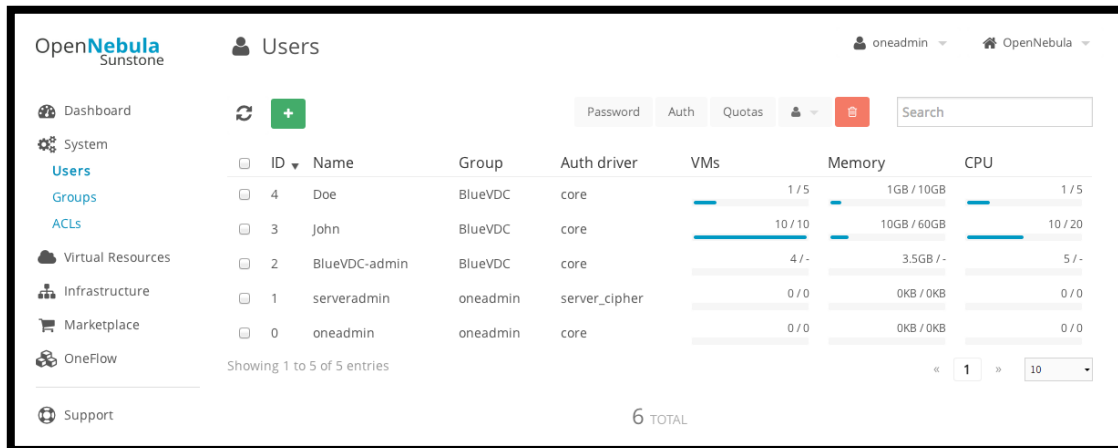 OpenNebula
Sunstone
Users
oneadmin
OpenNebula
Dashboard
System
Users
Groups
ACLs
Virtual Resources
Infrastructure
Marketplace
OneFlow
Support
Password Auth Quotas
Search
ID Name Group Auth driver VMs Memory CPU
4 Doe BlueVDC core 1 / 5 1GB / 10GB 1 / 5
3 John BlueVDC core 10 / 10 10GB / 60GB 10 / 20
2 BlueVDC-admin BlueVDC core 4 / - 3.5GB / - 5 / -
1 serveradmin oneadmin server_cipher 0 / 0 0KB / 0KB 0 / 0
0 oneadmin oneadmin core 0 / 0 0KB / 0KB 0 / 0
Showing 1 to 5 of 5 entries
« 1 » 10
6 TOTAL